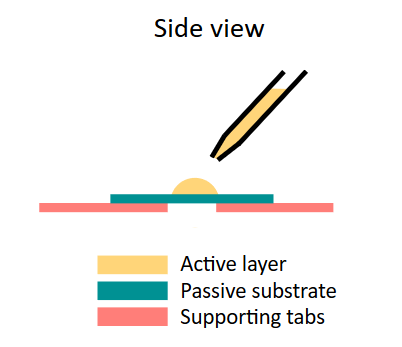 Side view
Active layer
Passive substrate
Supporting tabs